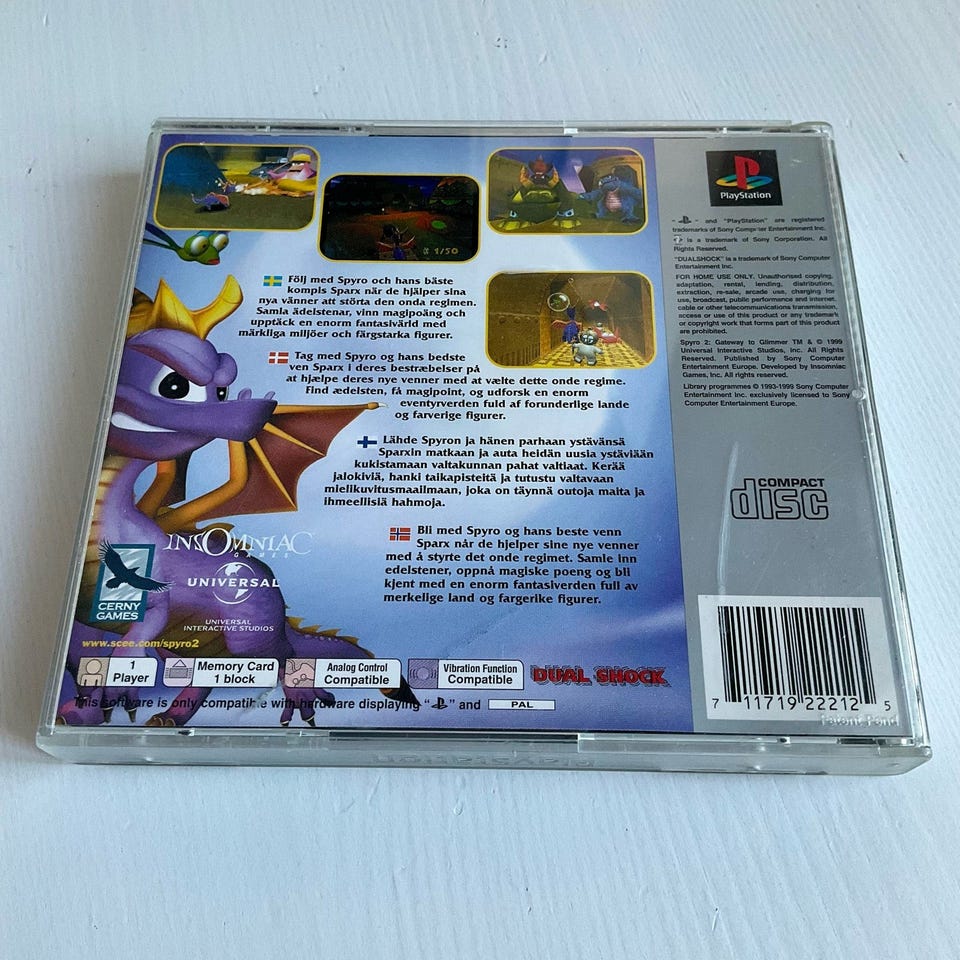 1/50
Följ med Spyro och hans bäste
kompis Sparx när de hjälper sina
nya vänner att störta den onda regimen.
Samla ädelstenar, vinn magipoäng och
upptäck en enorm fantasivärld med
märkliga miljöer och färgstarka figurer.
Tag med Spyro og hans bedste
ven Sparx i deres bestræbelser på
at hjælpe deres nye venner med at vælte dette onde regime.
Find ædelsten, få magipoint, og udforsk en enorm
eventyrverden fuld af forunderlige lande
og farverige figurer.
Lähde Spyron ja hänen parhaan ystävänsä
Sparxin matkaan ja auta heidän uusia ystäviään
kukistamaan valtakunnan pahat valtiaat. Kerää
jalokiviä, hanki taikapisteitä ja tutustu valtavaan
mielikuvitusmaailmaan, joka on täynnä outoja maita ja
ihmeellisiä hahmoja.
Bli med Spyro og hans beste venn
Sparx når de hjelper sine nye venner
med å styrte det onde regimet. Samle inn
edelstener, oppnå magiske poeng og bli
kjent med en enorm fantasiverden full av
merkelige land og fargerike figurer.
INSOMNIAC
GAMES
UNIVERSAL
UNIVERSAL
INTERACTIVE STUDIOS
CERNY
GAMES
www.scee.com/spyro2
1
Player
Memory Card
1 block
Analog Control
Compatible
Vibration Function
Compatible
DUAL SHOCK
This software is only compatible with hardware displaying " " and PAL
PlayStation
" " and "PlayStation" are registered
trademarks of Sony Computer Entertainment Inc.
is a trademark of Sony Corporation. All
Rights Reserved.
"DUALSHOCK" is a trademark of Sony Computer
Entertainment Inc.
FOR HOME USE ONLY. Unauthorised copying,
adaptation, rental, lending, distribution,
extraction, re-sale, arcade use, charging for
use, broadcast, public performance and internet,
cable or other telecommunications transmission,
access or use of this product or any trademark
or copyright work that forms part of this product
are prohibited.
Spyro 2: Gateway to Glimmer TM & © 1999
Universal Interactive Studios, Inc. All Rights
Reserved. Published by Sony Computer
Entertainment Europe. Developed by Insomniac
Games, Inc. All rights reserved.
Library programmes © 1993-1999 Sony Computer
Entertainment Inc. exclusively licensed to Sony
Computer Entertainment Europe.
COMPACT
disc
7 11719 22212 5
Patent Pend
PlayStation